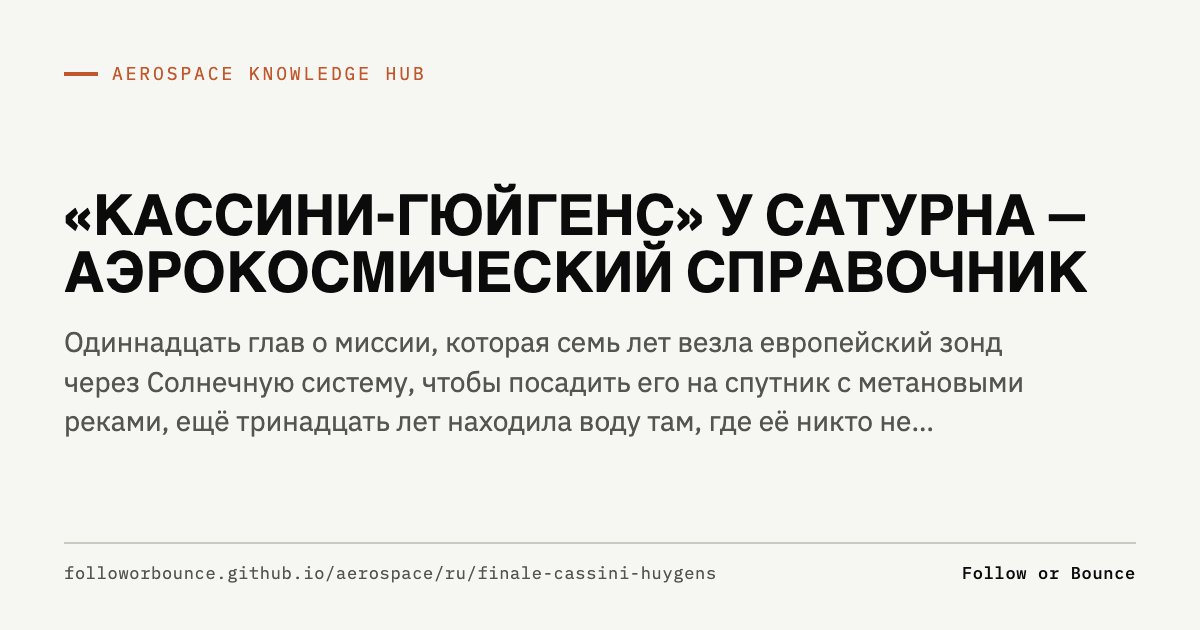 AEROSPACE KNOWLEDGE HUB
«КАССИНИ-ГЮЙГЕНС» У САТУРНА —
АЭРОКОСМИЧЕСКИЙ СПРАВОЧНИК
Одиннадцать глав о миссии, которая семь лет везла европейский зонд
через Солнечную систему, чтобы посадить его на спутник с метановыми
реками, ещё тринадцать лет находила воду там, где её никто не...
followorbounce.github.io/aerospace/ru/finale-cassini-huygens
Follow or Bounce